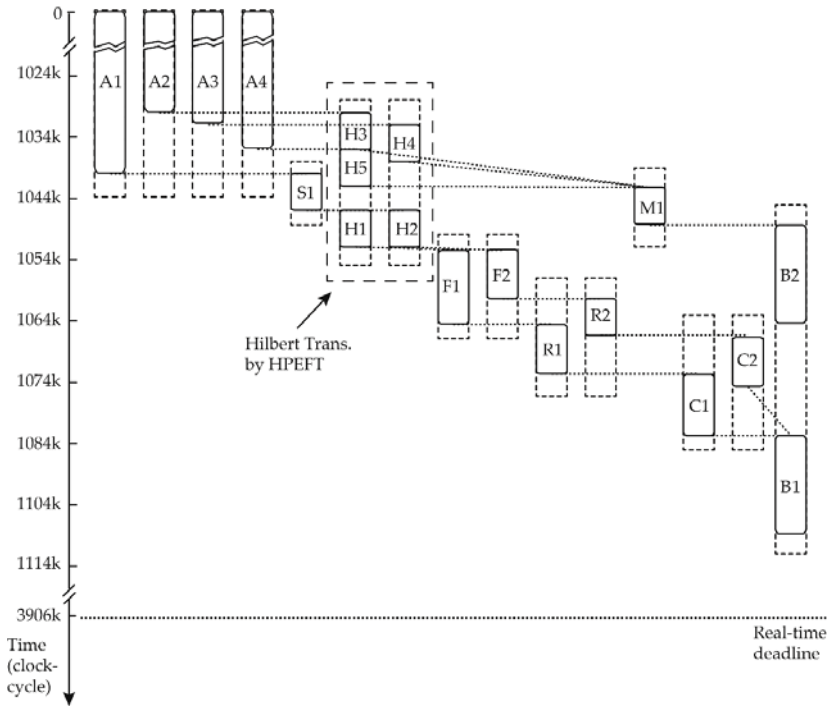 0
1024k
A1
A2
A3
A4
1034k
H3
H4
H5
1044k
S1
M1
H1
H2
1054k
F1
F2
B2
1064k
R2
Hilbert Trans.
by HPEFT
R1
C2
1074k
C1
1084k
B1
1104k
1114k
3906k
Time
(clock-
cycle)
Real-time
deadline